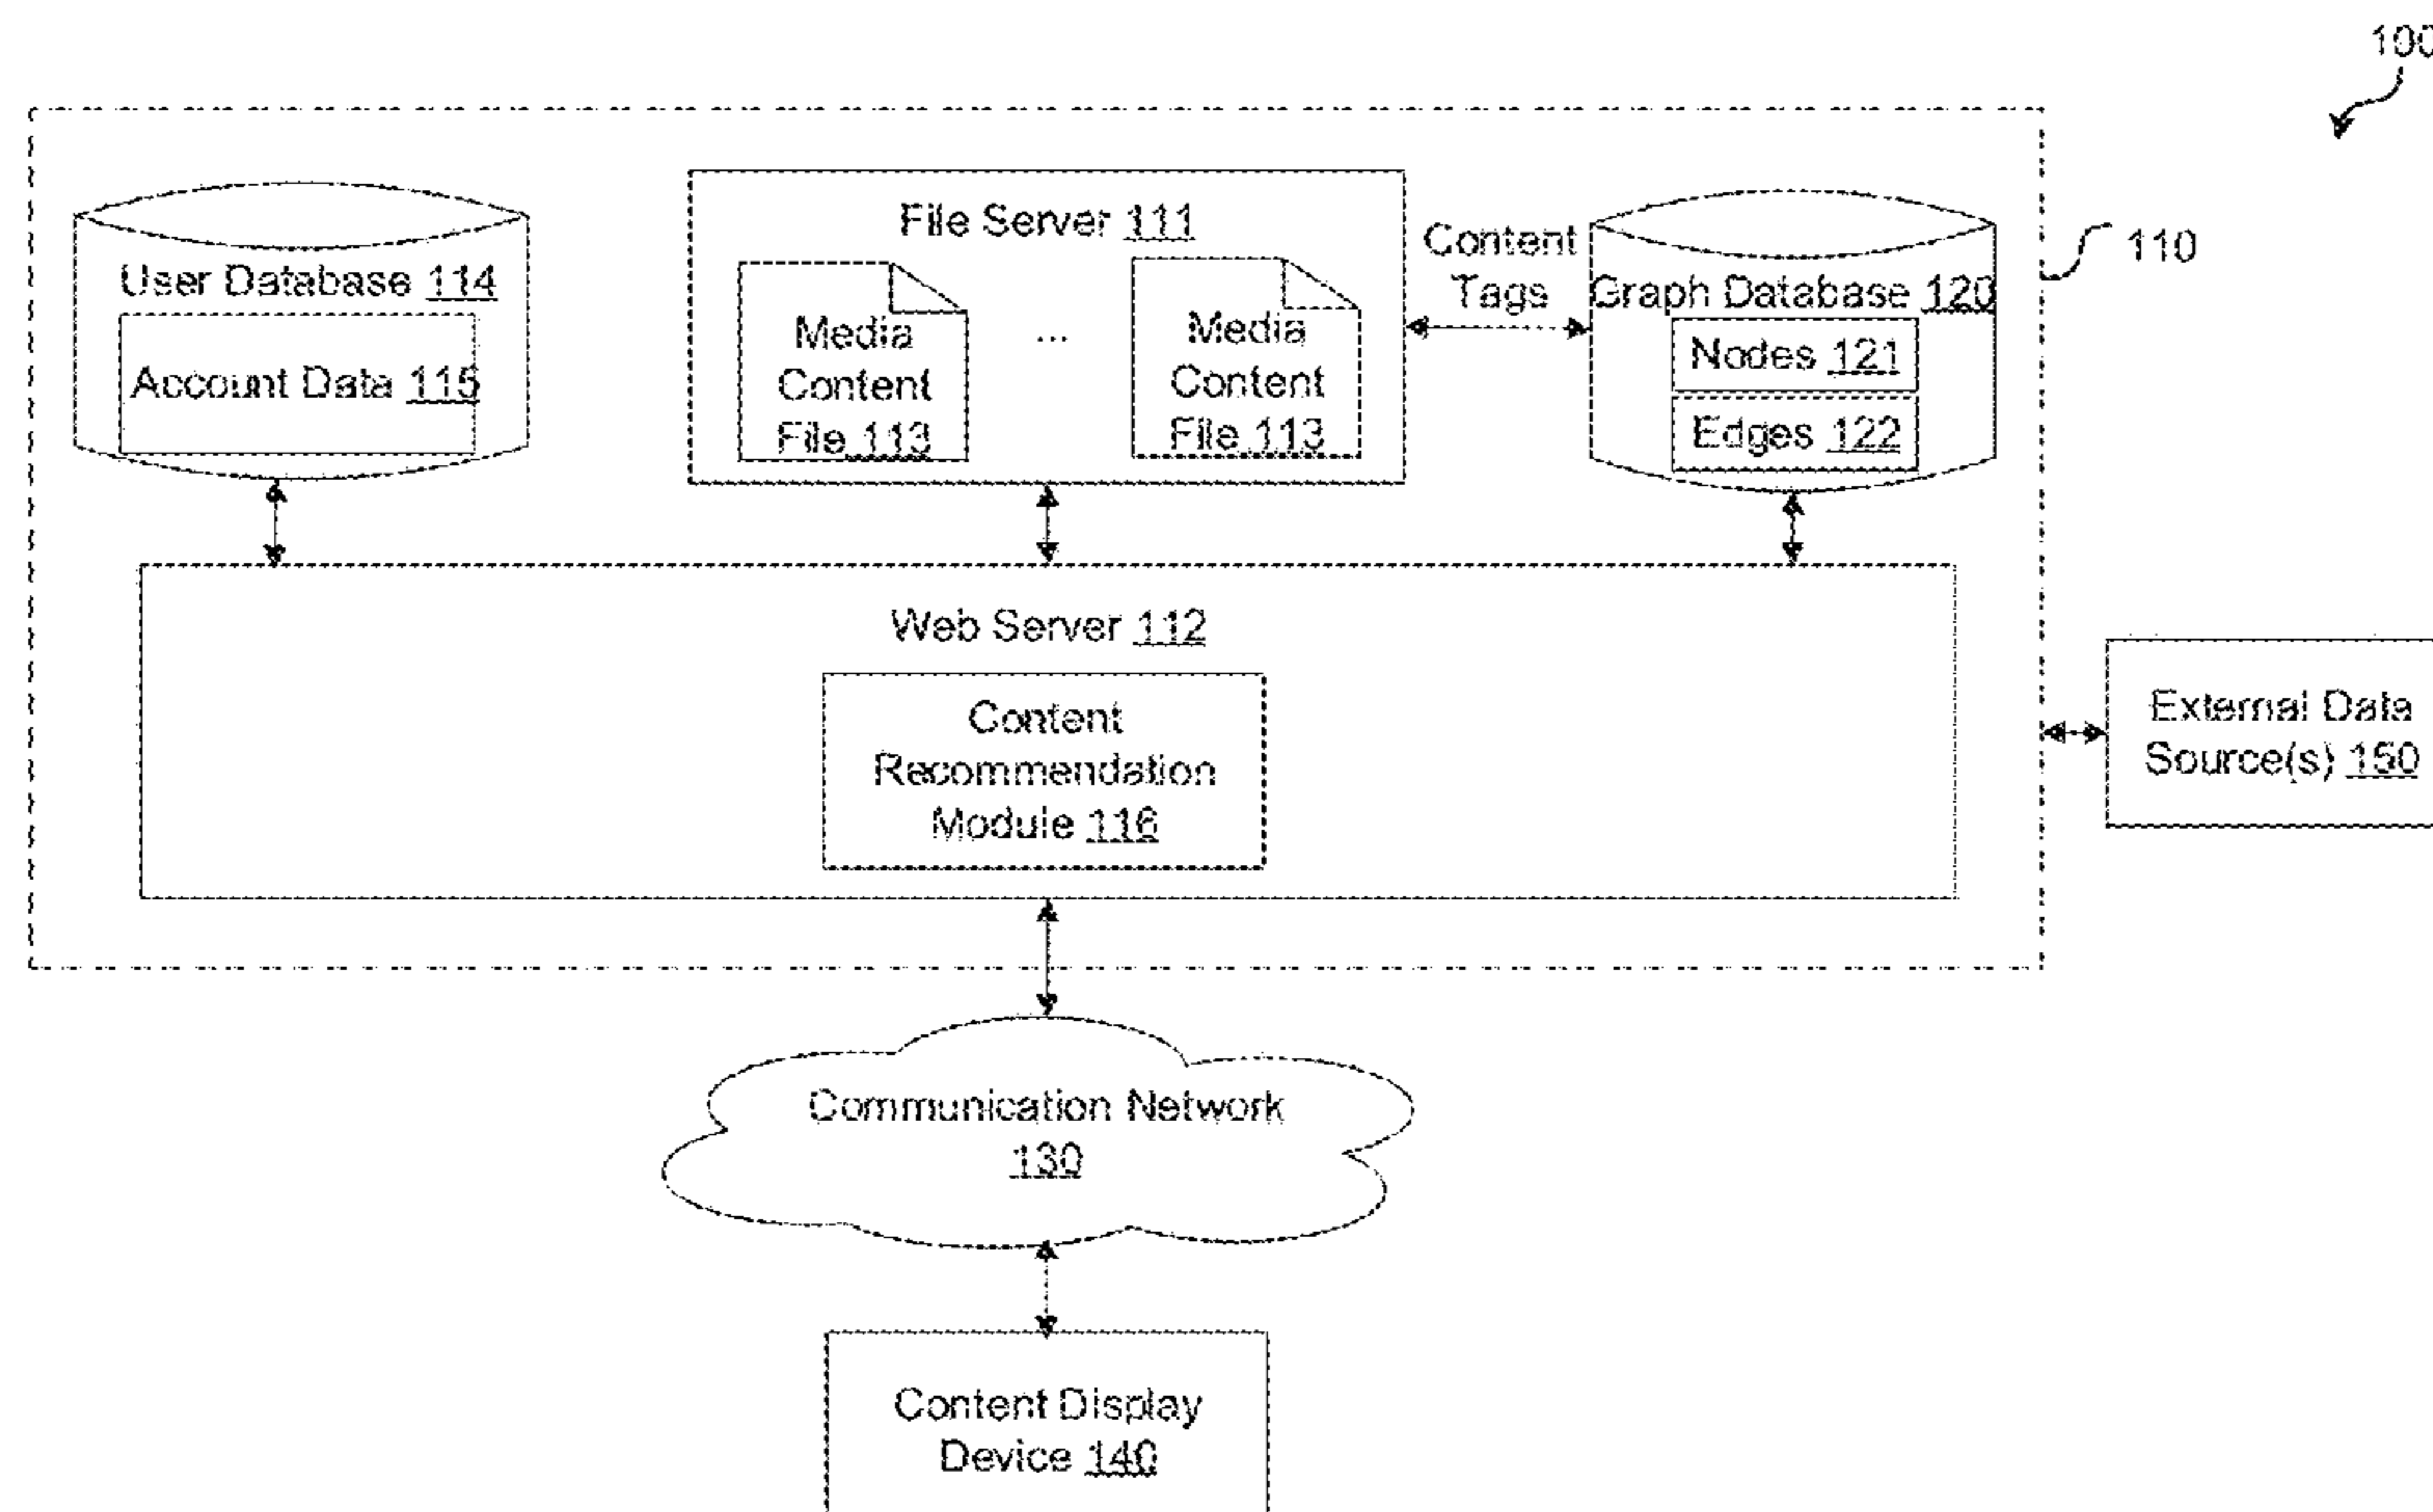 100
110
User Database 114
Account Data 115
File Server 111
Media
Content
File 113
...
Media
Content
File 113
Content
Tags
Graph Database 120
Nodes 121
Edges 122
Web Server 112
Content
Recommendation
Module 116
External Data
Source(s) 150
Communication Network
130
Content Display
Device 140